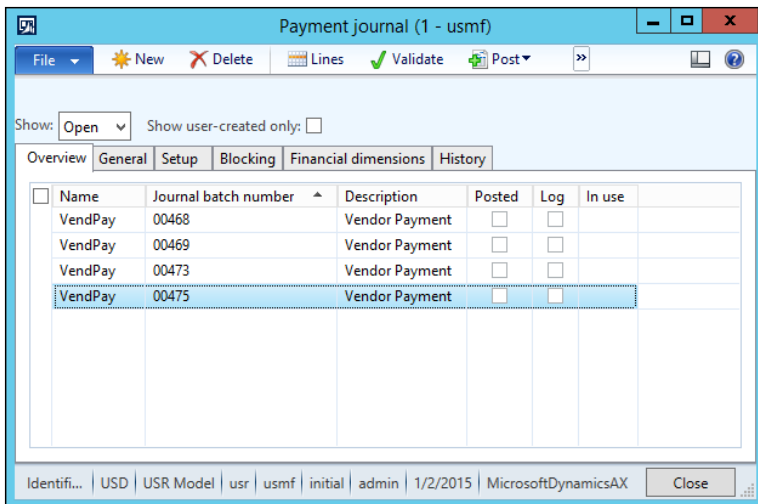 Payment journal (1 - usmf)
File New Delete Lines Validate Post
Show: Open Show user-created only:
Overview General Setup Blocking Financial dimensions History
Name Journal batch number Description Posted Log In use
VendPay 00468 Vendor Payment
VendPay 00469 Vendor Payment
VendPay 00473 Vendor Payment
VendPay 00475 Vendor Payment
Identifi... USD USR Model usr usmf initial admin 1/2/2015 MicrosoftDynamicsAX Close